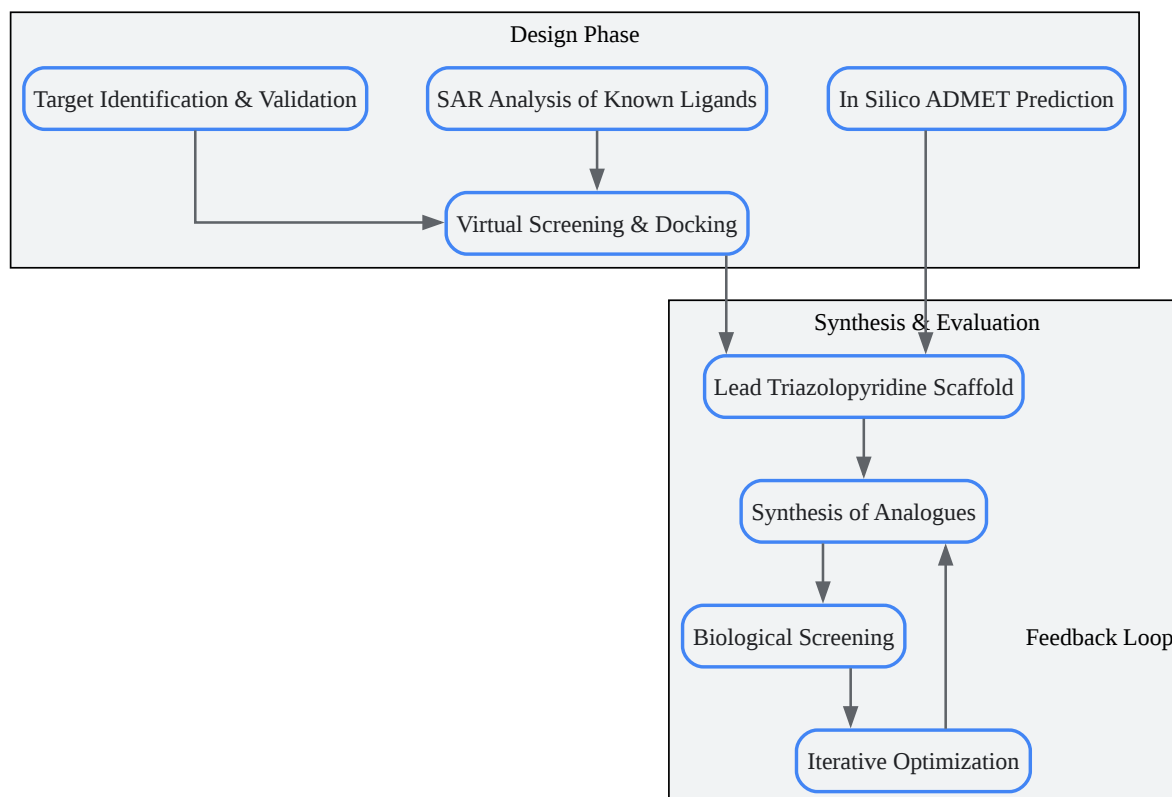 Design Phase
Target Identification & Validation
SAR Analysis of Known Ligands
In Silico ADMET Prediction
Virtual Screening & Docking
Synthesis & Evaluation
Lead Triazolopyridine Scaffold
Synthesis of Analogues
Biological Screening
Feedback Loop
Iterative Optimization